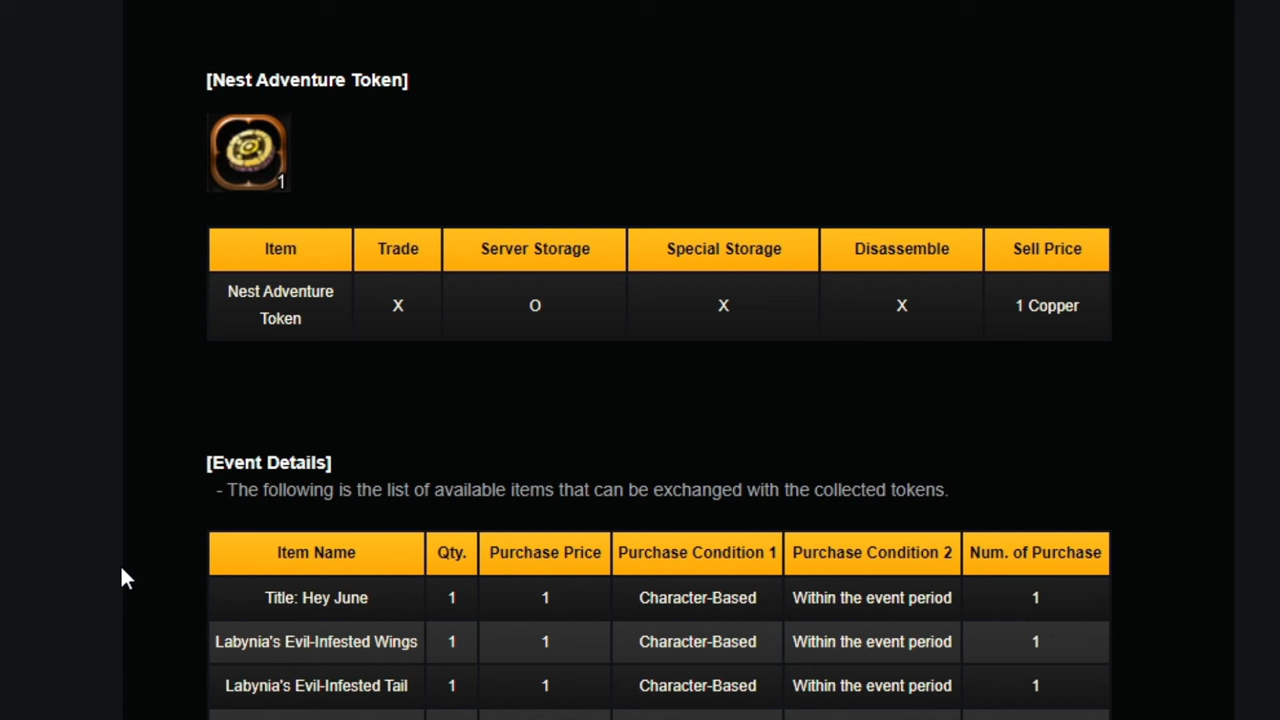 [Nest Adventure Token]
1
Item Trade Server Storage Special Storage Disassemble Sell Price
Nest Adventure
Token X O X X 1 Copper
[Event Details]
- The following is the list of available items that can be exchanged with the collected tokens.
Item Name Qty. Purchase Price Purchase Condition 1 Purchase Condition 2 Num. of Purchase
Title: Hey June 1 1 Character-Based Within the event period 1
Labynia's Evil-Infested Wings 1 1 Character-Based Within the event period 1
Labynia's Evil-Infested Tail 1 1 Character-Based Within the event period 1